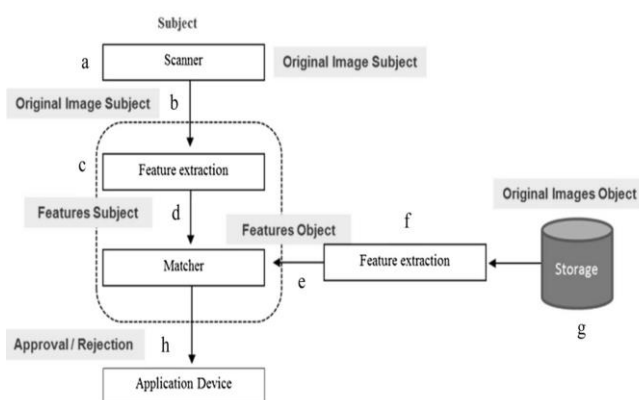 Subject
a
Scanner
Original Image Subject
Original Image Subject
b
c
Feature extraction
Original Images Object
Features Subject
d
Features Object
f
Matcher
e
Feature extraction
Storage
g
Approval / Rejection
h
Application Device